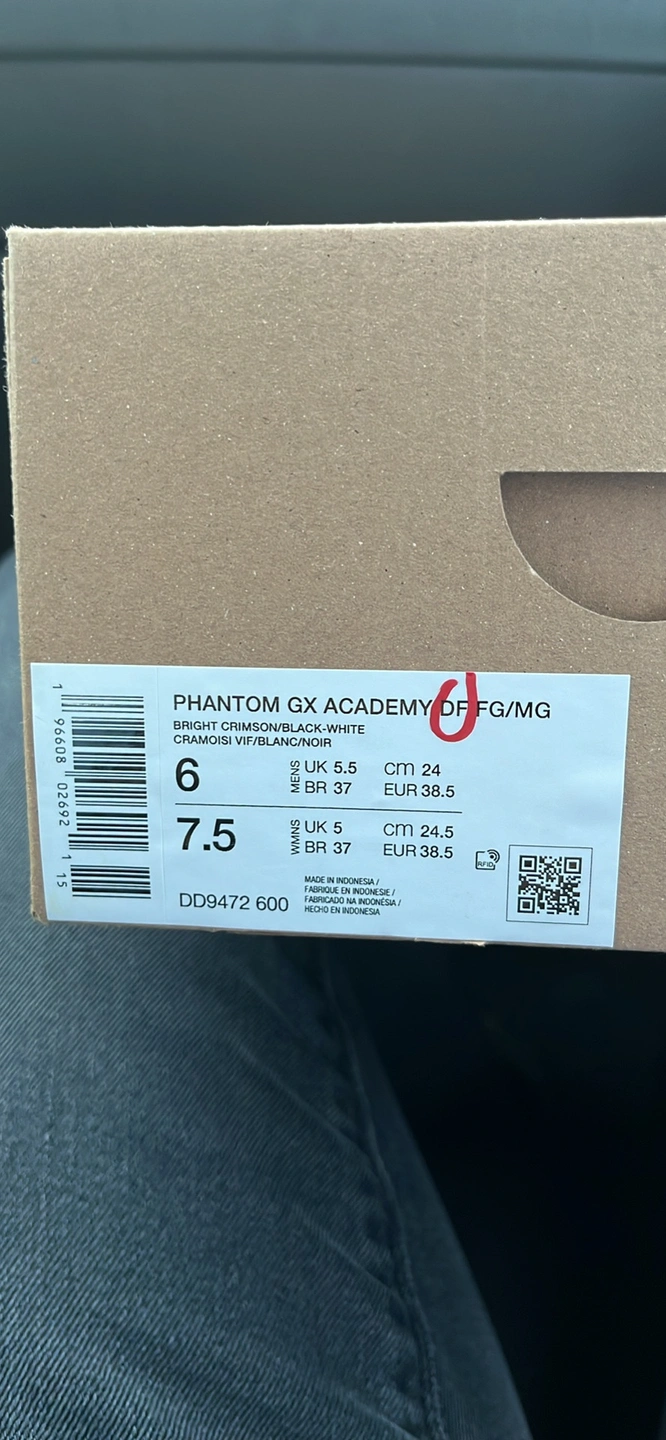 PHANTOM GX ACADEMY DF FG/MG
BRIGHT CRIMSON/BLACK-WHITE
CRAMOISI VIF/BLANC/NOIR
6
MENS
UK 5.5
cm 24
BR 37
EUR 38.5
7.5
WMNS
UK 5
cm 24.5
BR 37
EUR 38.5
RFID
DD9472 600
MADE IN INDONESIA /
FABRIQUE EN INDONESIE /
FABRICADO NA INDONÉSIA /
HECHO EN INDONESIA
1 96608 02692 1 15